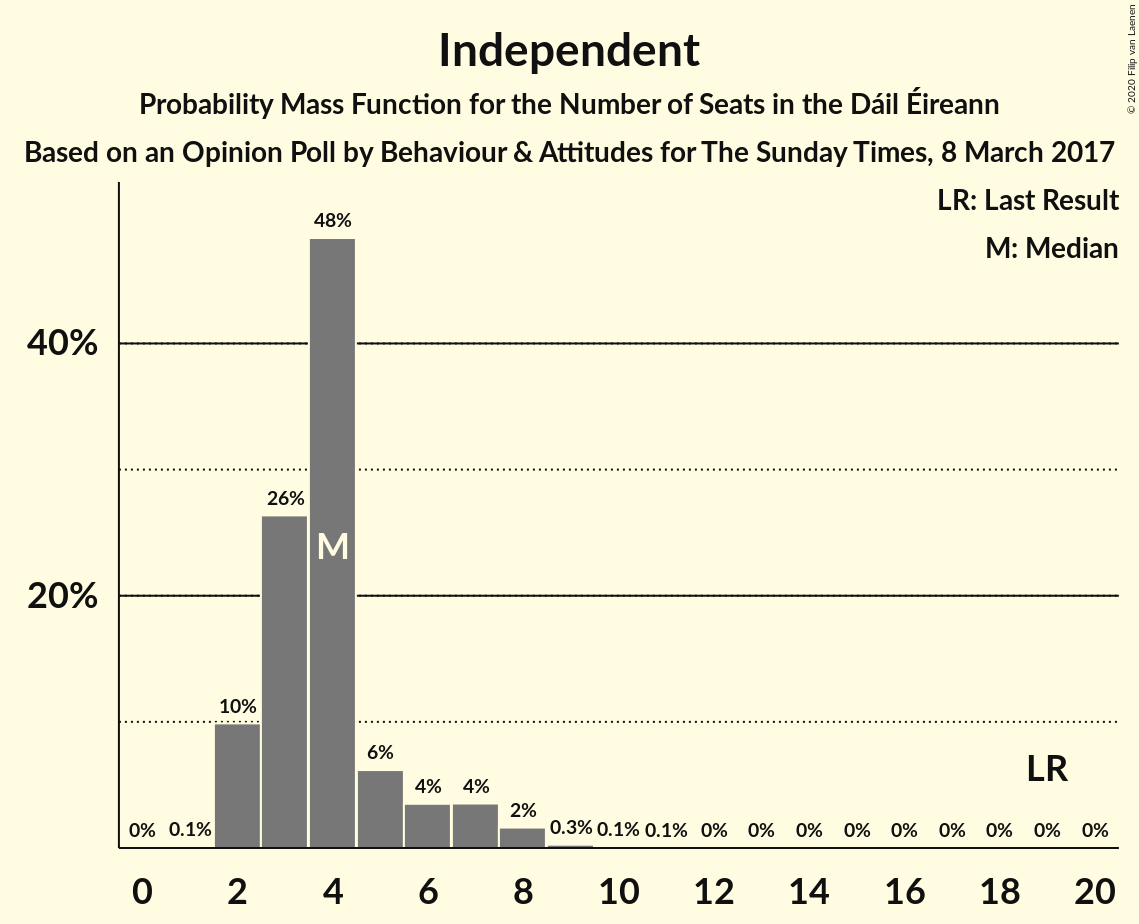 Independent
Probability Mass Function for the Number of Seats in the Dáil Éireann
Based on an Opinion Poll by Behaviour & Attitudes for The Sunday Times, 8 March 2017
© 2020 Filip van Laenen
LR: Last Result
M: Median
48%
40%
26%
M
20%
10%
6%
LR
4% 4%
2%
0% 0.1% 0.3% 0.1% 0.1% 0% 0% 0% 0% 0% 0% 0% 0% 0%
0 2 4 6 8 10 12 14 16 18 20